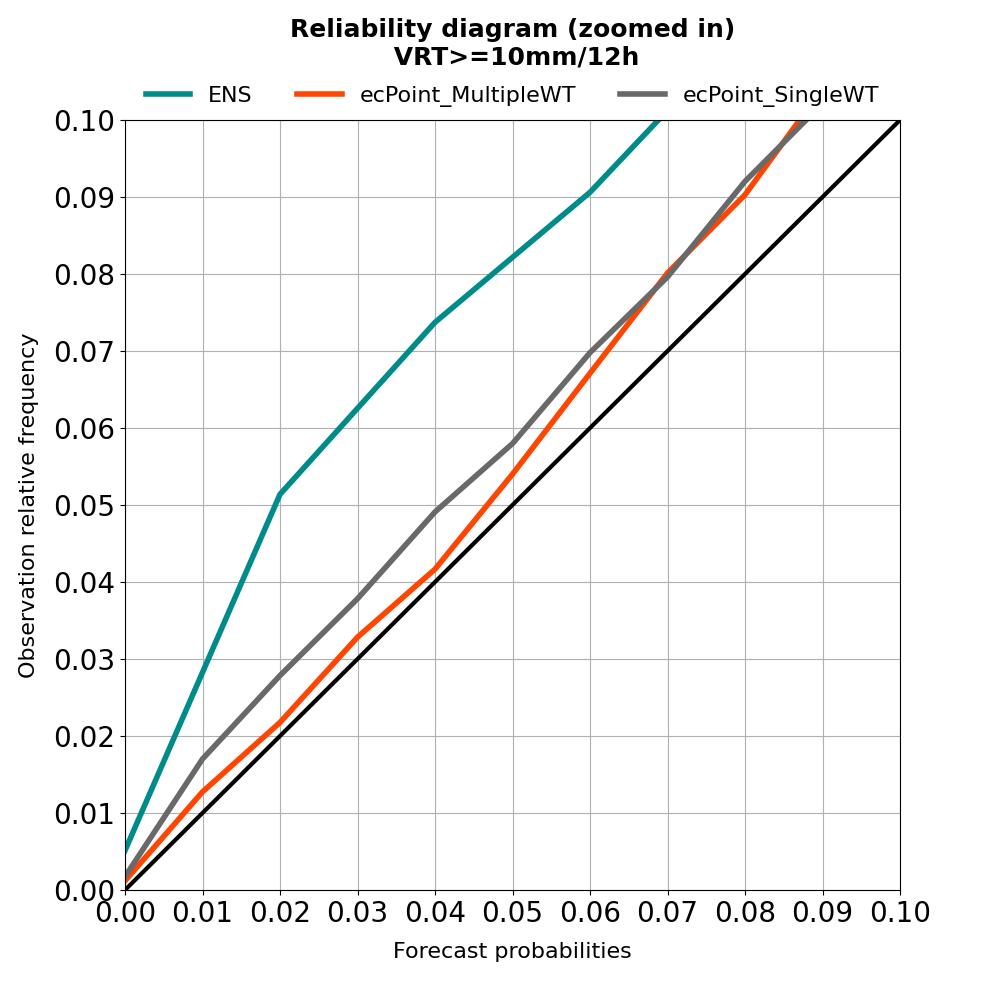 Reliability diagram (zoomed in)
VRT>=10mm/12h
ENS ecPoint_MultipleWT ecPoint_SingleWT
0.10
0.09
0.08
0.07
0.06
0.05
0.04
0.03
0.02
0.01
0.00
Observation relative frequency
0.00 0.01 0.02 0.03 0.04 0.05 0.06 0.07 0.08 0.09 0.10
Forecast probabilities